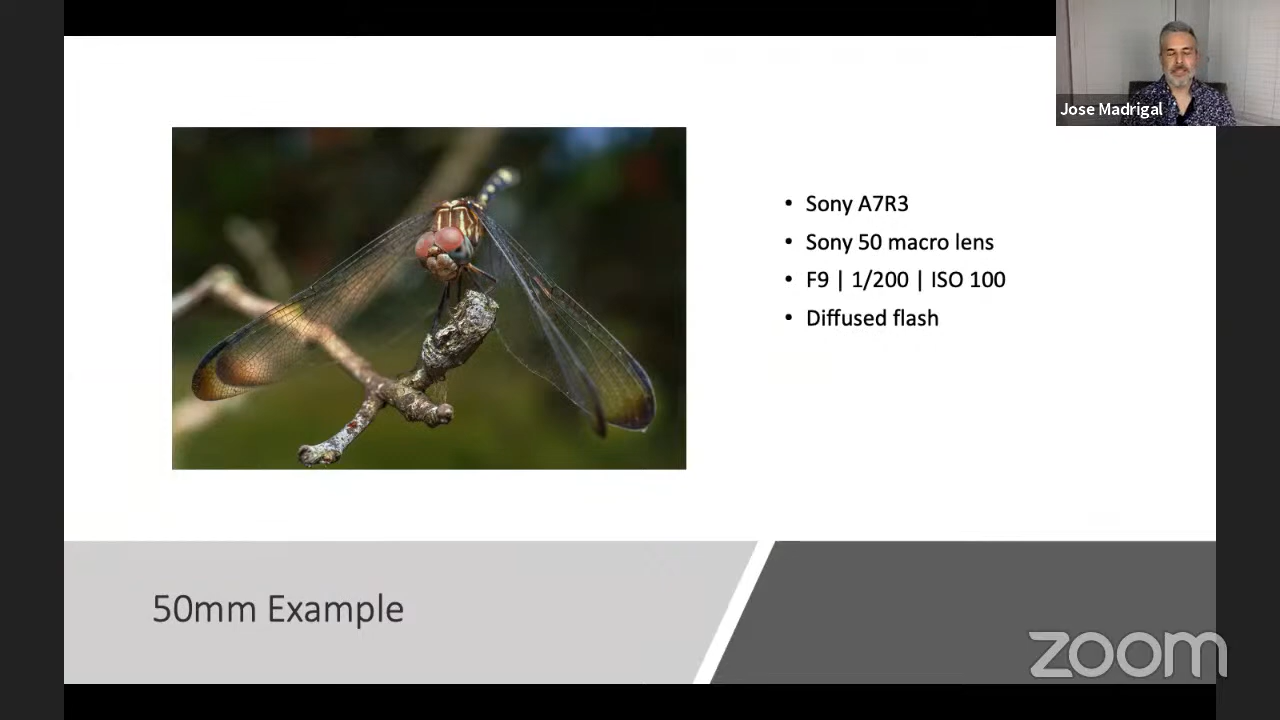 Jose Madrigal
• Sony A7R3
• Sony 50 macro lens
• F9 | 1/200 | ISO 100
• Diffused flash
50mm Example
zoom